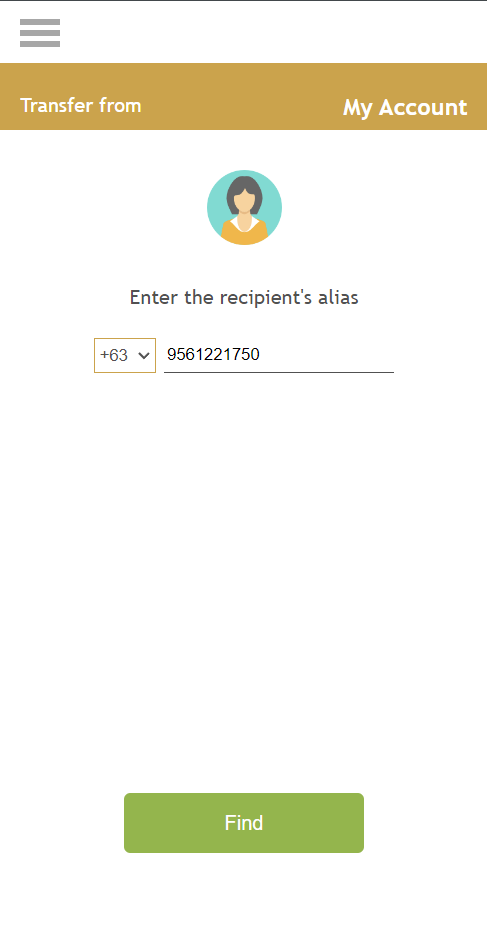 Transfer from My Account
Enter the recipient's alias
+63 9561221750
Find